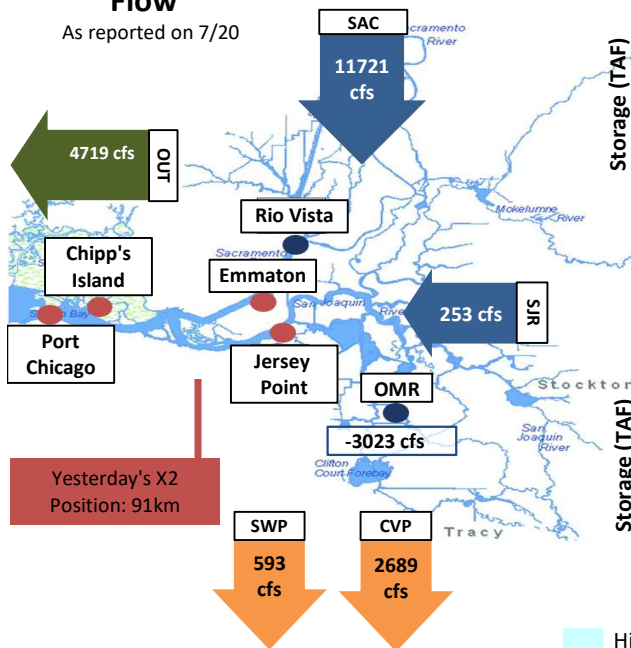 Flow
As reported on 7/20
SAC
11721
cfs
Sacramento
River
Storage (TAF)
4719 cfs
OUT
Rio Vista
Mokelumne
River
Chipp's
Island
Sacramento
Emmaton
San Joaquin
River
253 cfs
SJR
Port
Chicago
Jersey
Point
OMR
Stockton
-3023 cfs
San
Joaquin
River
Storage (TAF)
Clifton
Court Forebay
Yesterday's X2
Position: 91km
SWP
CVP
Tracy
593
cfs
2689
cfs
Hi